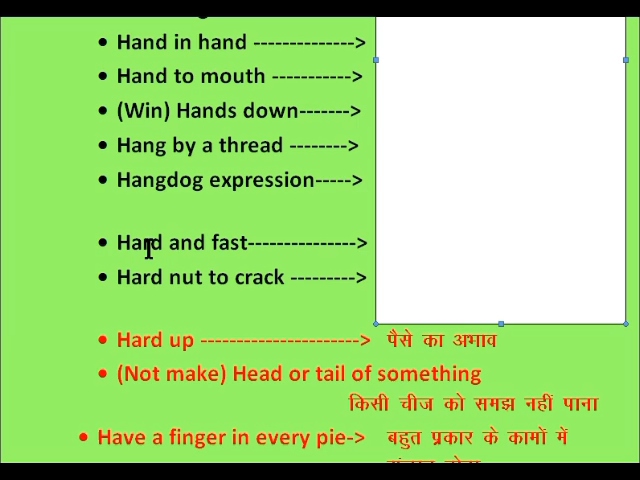 • Hand in hand -------------->
• Hand to mouth ----------->
• (Win) Hands down------->
• Hang by a thread -------->
• Hangdog expression----->
• Hard and fast--------------->
• Hard nut to crack --------->
• Hard up ----------------------> पैसे का अभाव
• (Not make) Head or tail of something
किसी चीज को समझ नहीं पाना
• Have a finger in every pie-> बहुत प्रकार के कामों में